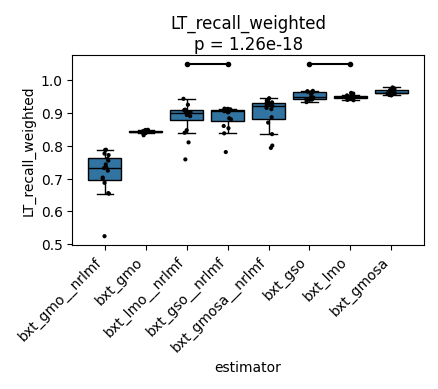 LT_recall_weighted
p = 1.26e-18
LT_recall_weighted
1.0
0.9
0.8
0.7
0.6
0.5
bxt_gmo__nrlmf
bxt_gmo
bxt_lmo__nrlmf
bxt_gso__nrlmf
bxt_gmosa__nrlmf
bxt_gso
bxt_lmo
bxt_gmosa
estimator